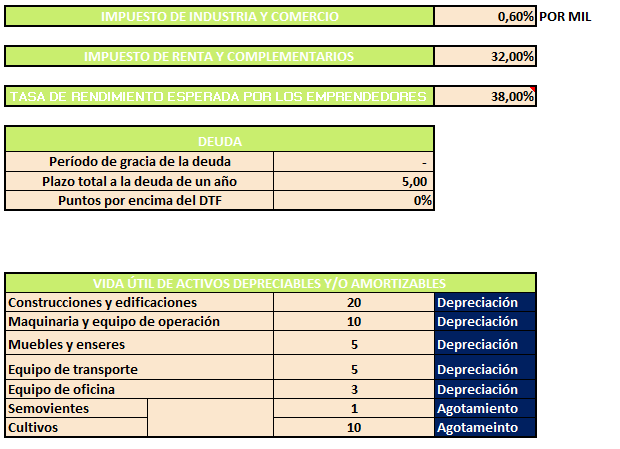 IMPUESTO DE INDUSTRIA Y COMERCIO 0,60% POR MIL
IMPUESTO DE RENTA Y COMPLEMENTARIOS 32,00%
TASA DE RENDIMIENTO ESPERADA POR LOS EMPRENDEDORES 38,00%
DEUDA
Período de gracia de la deuda -
Plazo total a la deuda de un año 5,00
Puntos por encima del DTF 0%
VIDA ÚTIL DE ACTIVOS DEPRECIABLES Y/O AMORTIZABLES
Construcciones y edificaciones 20 Depreciación
Maquinaria y equipo de operación 10 Depreciación
Muebles y enseres 5 Depreciación
Equipo de transporte 5 Depreciación
Equipo de oficina 3 Depreciación
Semovientes 1 Agotamiento
Cultivos 10 Agotameinto